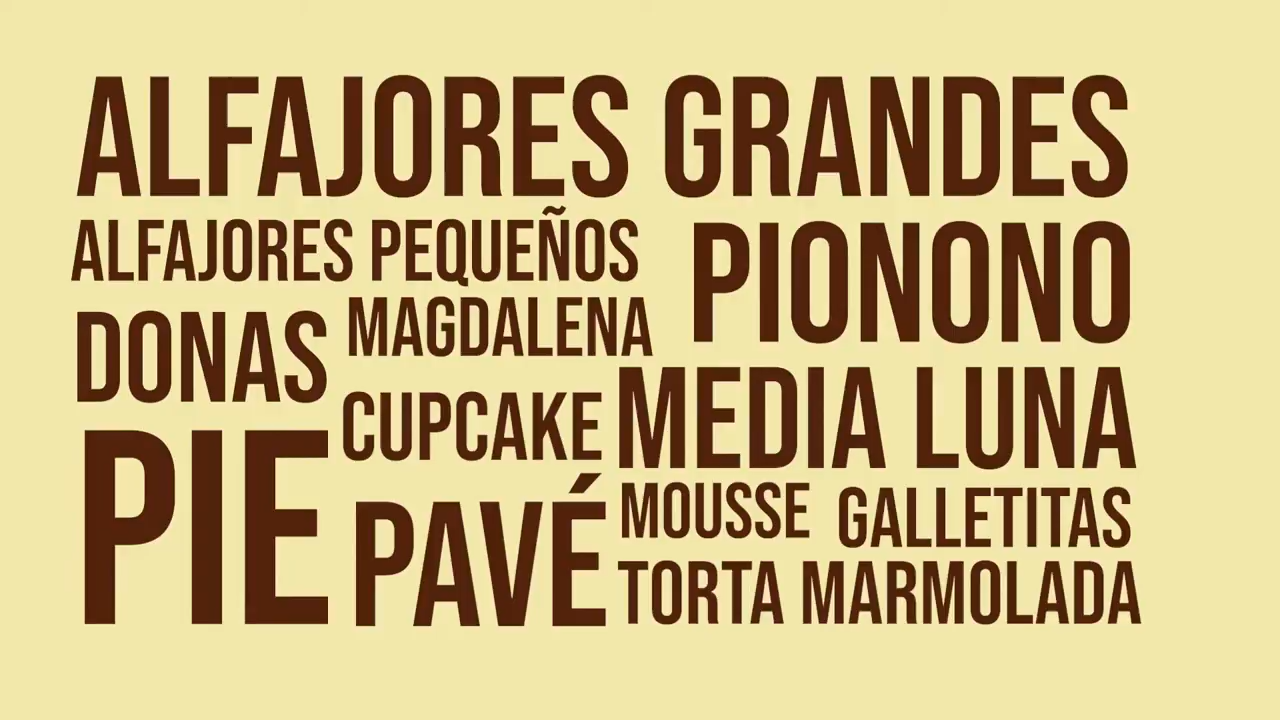 ALFAJORES GRANDES
ALFAJORES PEQUEÑOS
PIONONO
DONAS
MAGDALENA
CUPCAKE
MEDIA LUNA
PIE
PAVÉ
MOUSSE
GALLETITAS
TORTA MARMOLADA